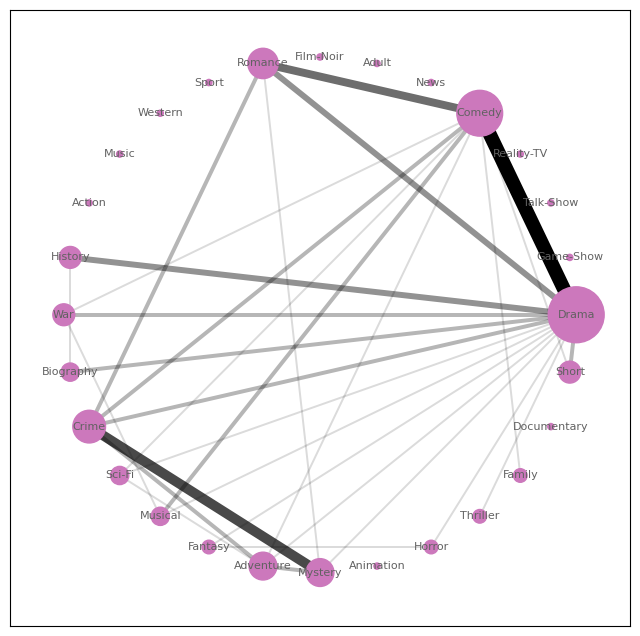 Film-Noir
Romance
Adult
Sport
News
Western
Comedy
Music
Reality-TV
Action
Talk-Show
History
Game-Show
War
Drama
Biography
Short
Crime
Documentary
Sci-Fi
Family
Musical
Thriller
Fantasy
Horror
Adventure
Animation
Mystery